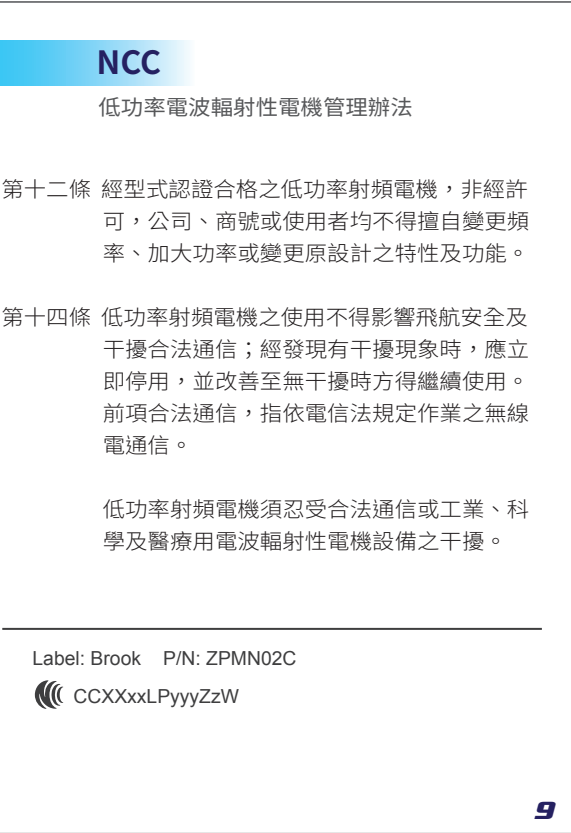 NCC
低功率電波輻射性電機管理辦法
第十二條 經型式認證合格之低功率射頻電機，非經許
可，公司、商號或使用者均不得擅自變更頻
率、加大功率或變更原設計之特性及功能。
第十四條 低功率射頻電機之使用不得影響飛航安全及
干擾合法通信；經發現有干擾現象時，應立
即停用，並改善至無干擾時方得繼續使用。
前項合法通信，指依電信法規定作業之無線
電通信。
低功率射頻電機須忍受合法通信或工業、科
學及醫療用電波輻射性電機設備之干擾。
Label: Brook P/N: ZPMN02C
CCXXxxLPyyyZzW
9